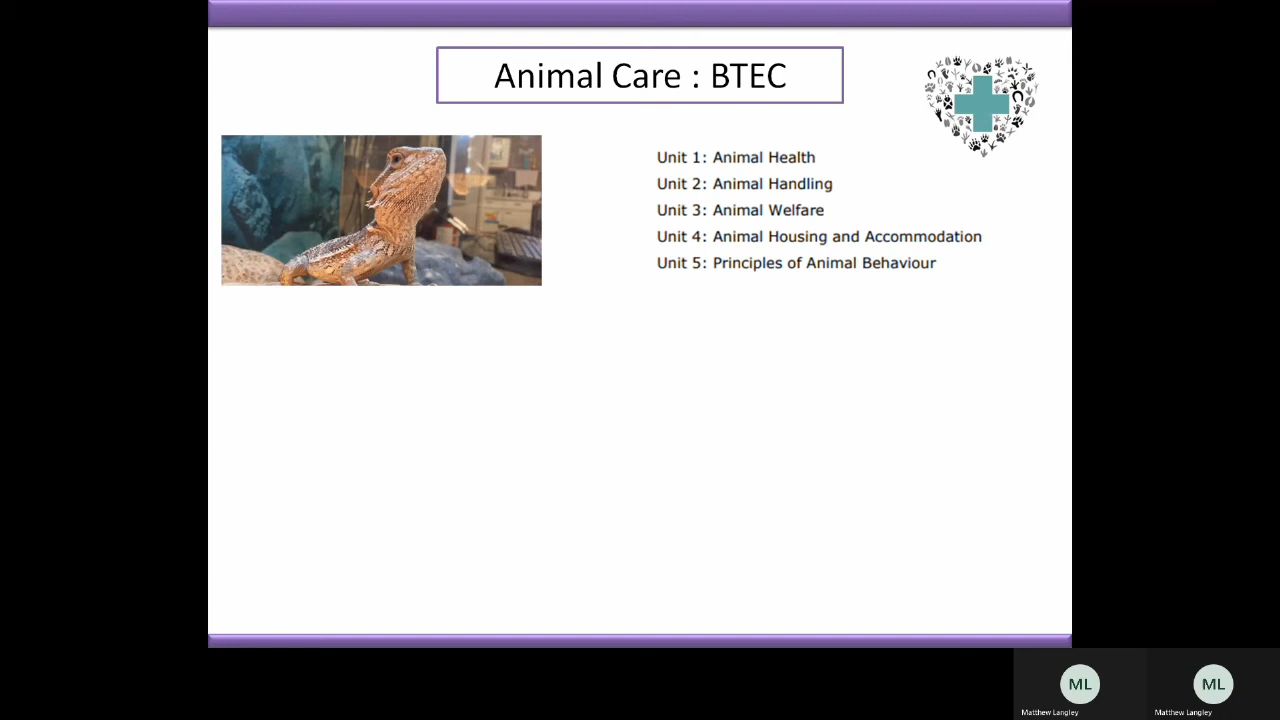 Animal Care : BTEC
Unit 1: Animal Health
Unit 2: Animal Handling
Unit 3: Animal Welfare
Unit 4: Animal Housing and Accommodation
Unit 5: Principles of Animal Behaviour
ML
ML
Matthew Langley
Matthew Langley